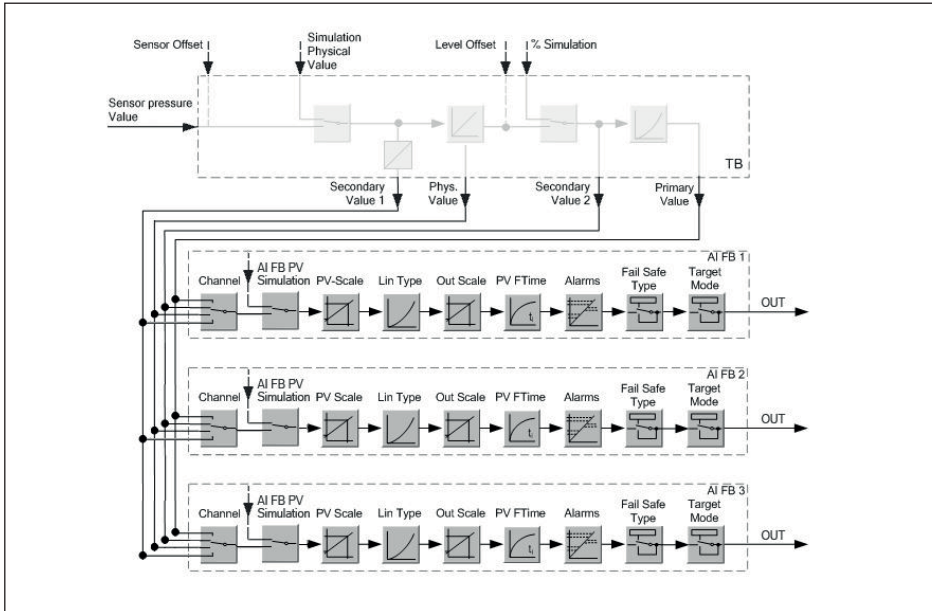 Sensor Offset
Simulation
Physical
Value
Level Offset
% Simulation
Sensor pressure
Value
TB
Secondary
Value 1
Phys.
Value
Secondary
Value 2
Primary
Value
AI FB 1
AI FB PV
Simulation
Channel
PV-Scale
Lin Type
Out Scale
PV FTime
Alarms
Fail Safe
Type
Target
Mode
OUT
t₁
AI FB 2
AI FB PV
Simulation
Channel
PV Scale
Lin Type
Out Scale
PV FTime
Alarms
Fail Safe
Type
Target
Mode
OUT
t₁
AI FB 3
AI FB PV
Simulation
Channel
PV Scale
Lin Type
Out Scale
PV FTime
Alarms
Fail Safe
Type
Target
Mode
OUT
t₁